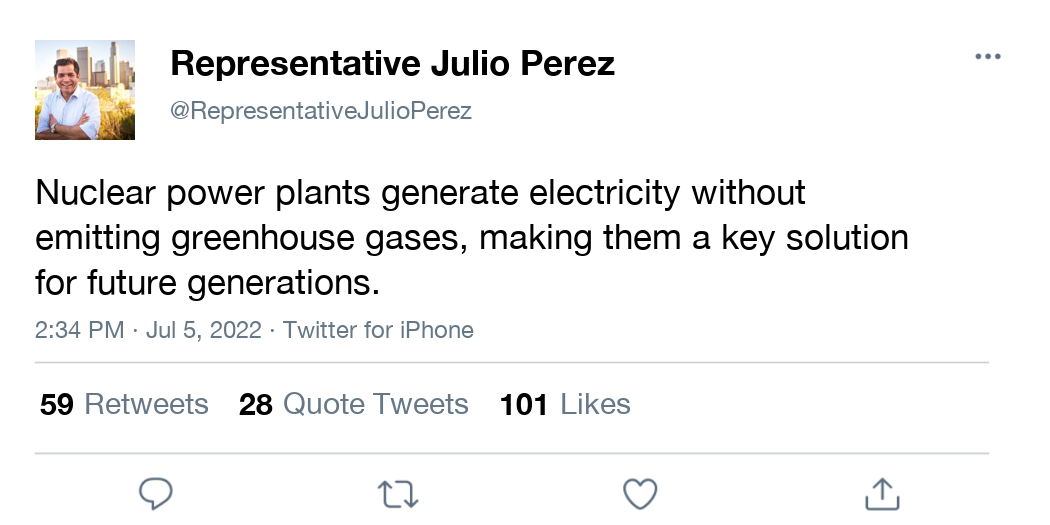 Representative Julio Perez
@RepresentativeJulioPerez
Nuclear power plants generate electricity without
emitting greenhouse gases, making them a key solution
for future generations.
2:34 PM · Jul 5, 2022 · Twitter for iPhone
59 Retweets 28 Quote Tweets 101 Likes